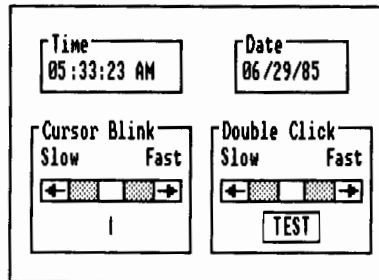 Time
05:33:23 AM
Date
06/29/85
Cursor Blink
Slow Fast
Double Click
Slow Fast
TEST